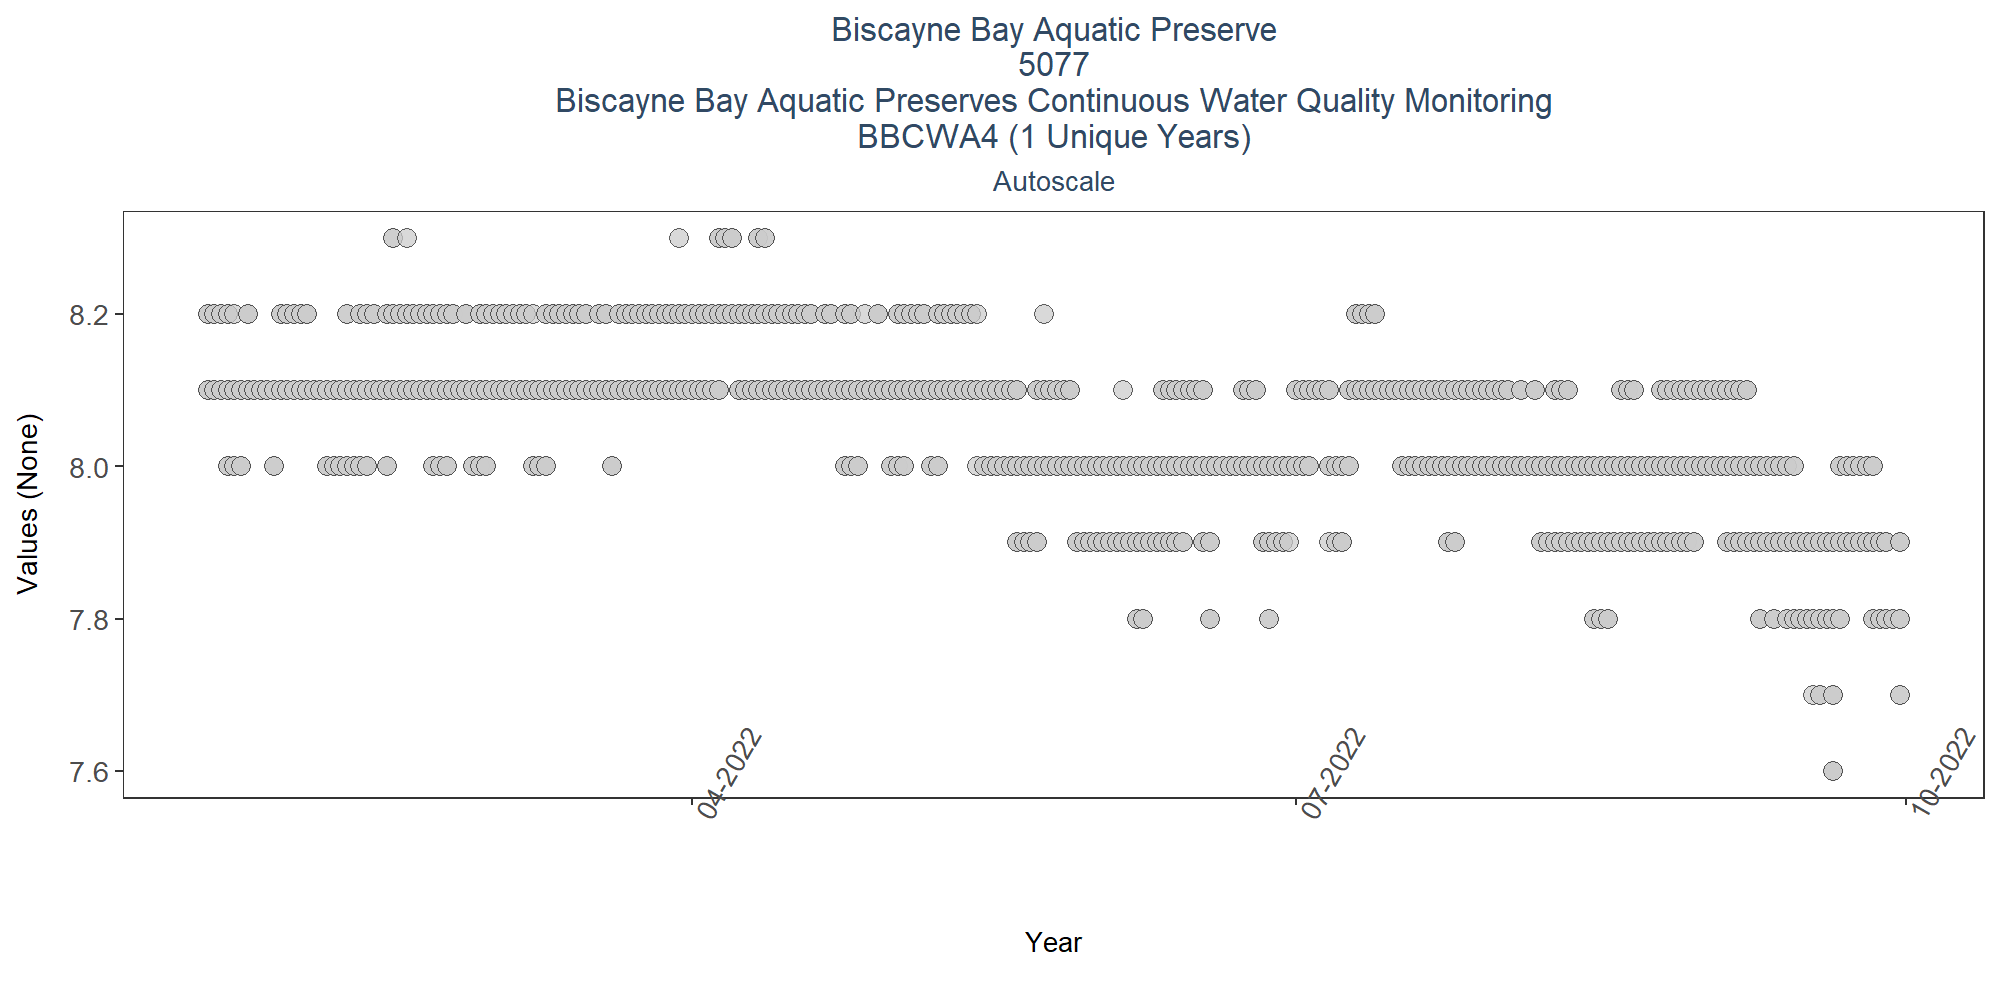 Biscayne Bay Aquatic Preserve
5077
Biscayne Bay Aquatic Preserves Continuous Water Quality Monitoring
BBCWA4 (1 Unique Years)
Autoscale
8.2
8.0
7.8
7.6
Values (None)
04-2022
07-2022
10-2022
Year